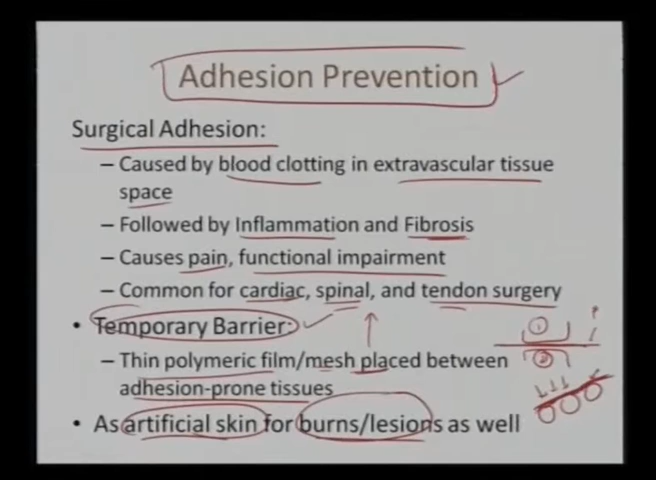 Adhesion Prevention
Surgical Adhesion:
– Caused by blood clotting in extravascular tissue
space
– Followed by Inflammation and Fibrosis
– Causes pain, functional impairment
– Common for cardiac, spinal, and tendon surgery
• Temporary Barrier:
– Thin polymeric film/mesh placed between
adhesion-prone tissues
• As artificial skin for burns/lesions as well
1
2